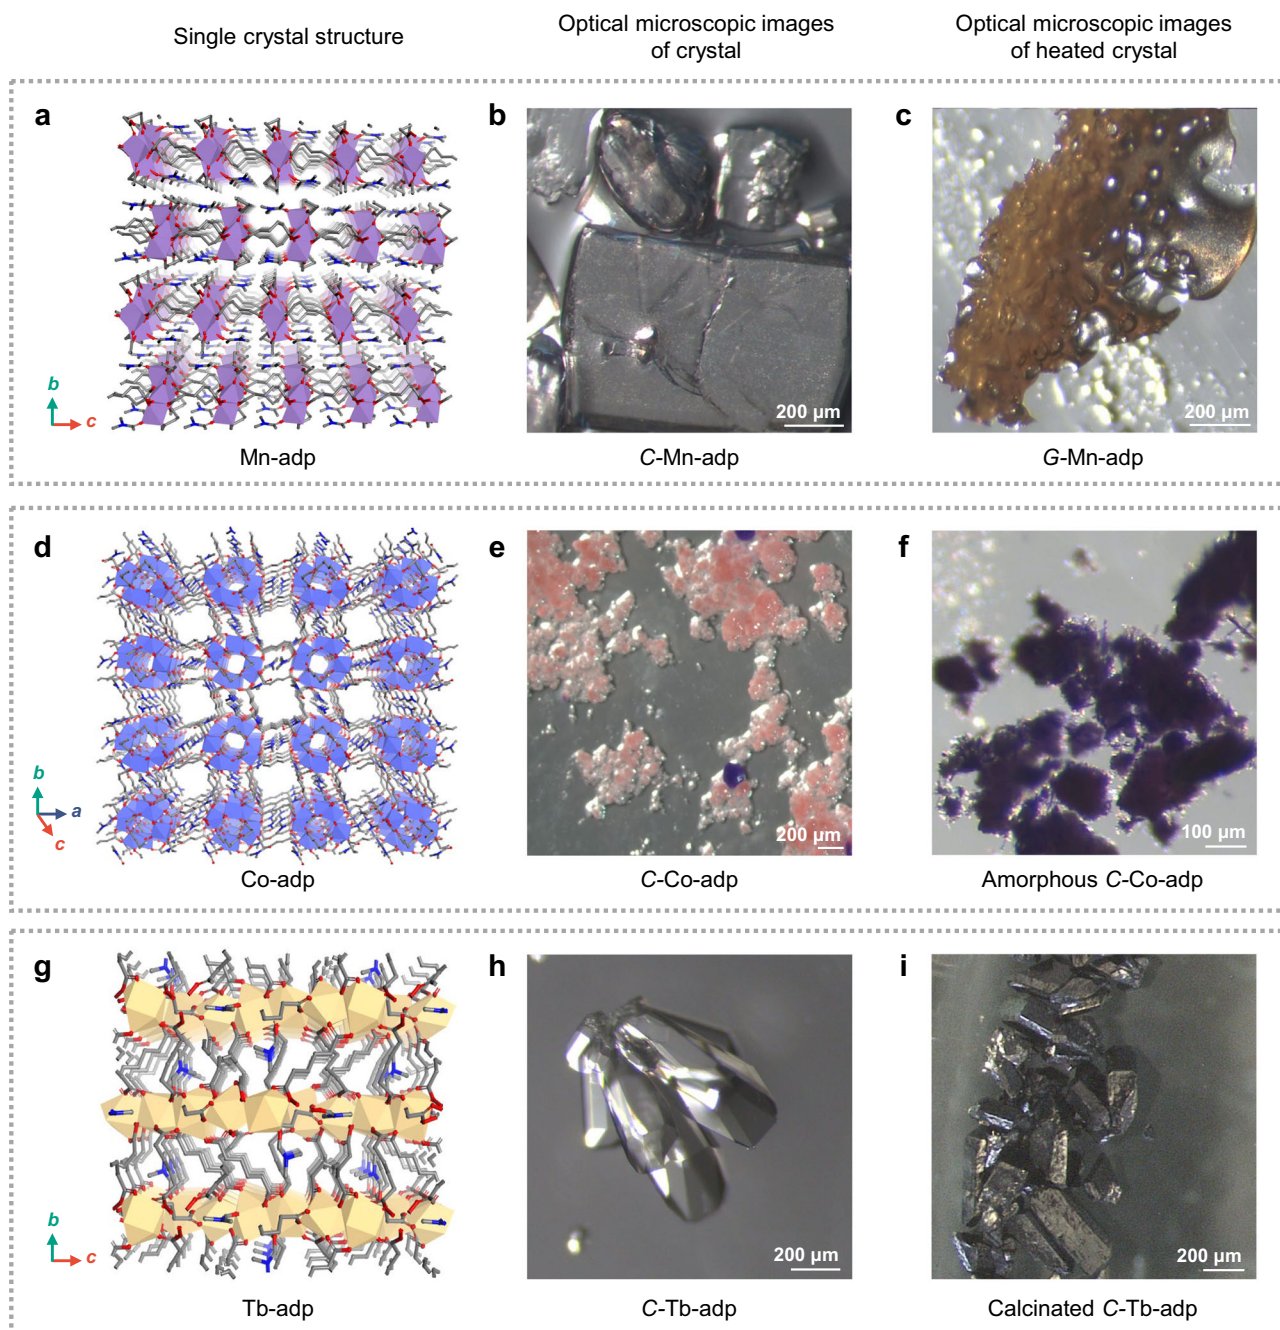 Single crystal structure
Optical microscopic images
of crystal
Optical microscopic images
of heated crystal
a
b
c
b
c
200 µm
200 µm
Mn-adp
C-Mn-adp
G-Mn-adp
d
e
f
b
a
c
200 µm
100 µm
Co-adp
C-Co-adp
Amorphous C-Co-adp
g
h
i
b
c
200 µm
200 µm
Tb-adp
C-Tb-adp
Calcinated C-Tb-adp